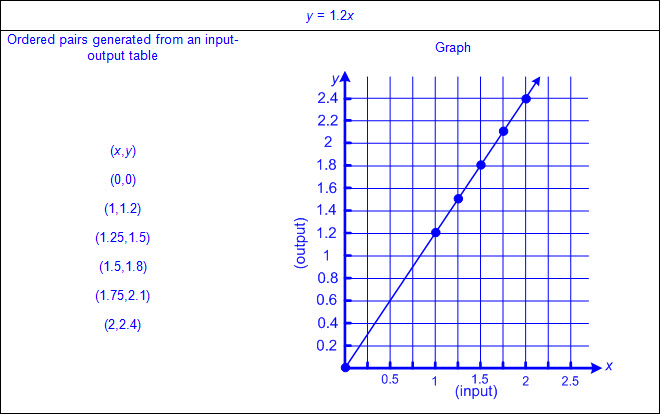 y = 1.2x
Ordered pairs generated from an input-
output table
(x,y)
(0,0)
(1,1.2)
(1.25,1.5)
(1.5,1.8)
(1.75,2.1)
(2,2.4)
Graph
y
2.4
2.2
2
1.8
1.6
1.4
1.2
1
0.8
0.6
0.4
0.2
(output)
0.5 1 1.5 2 2.5 x
(input)